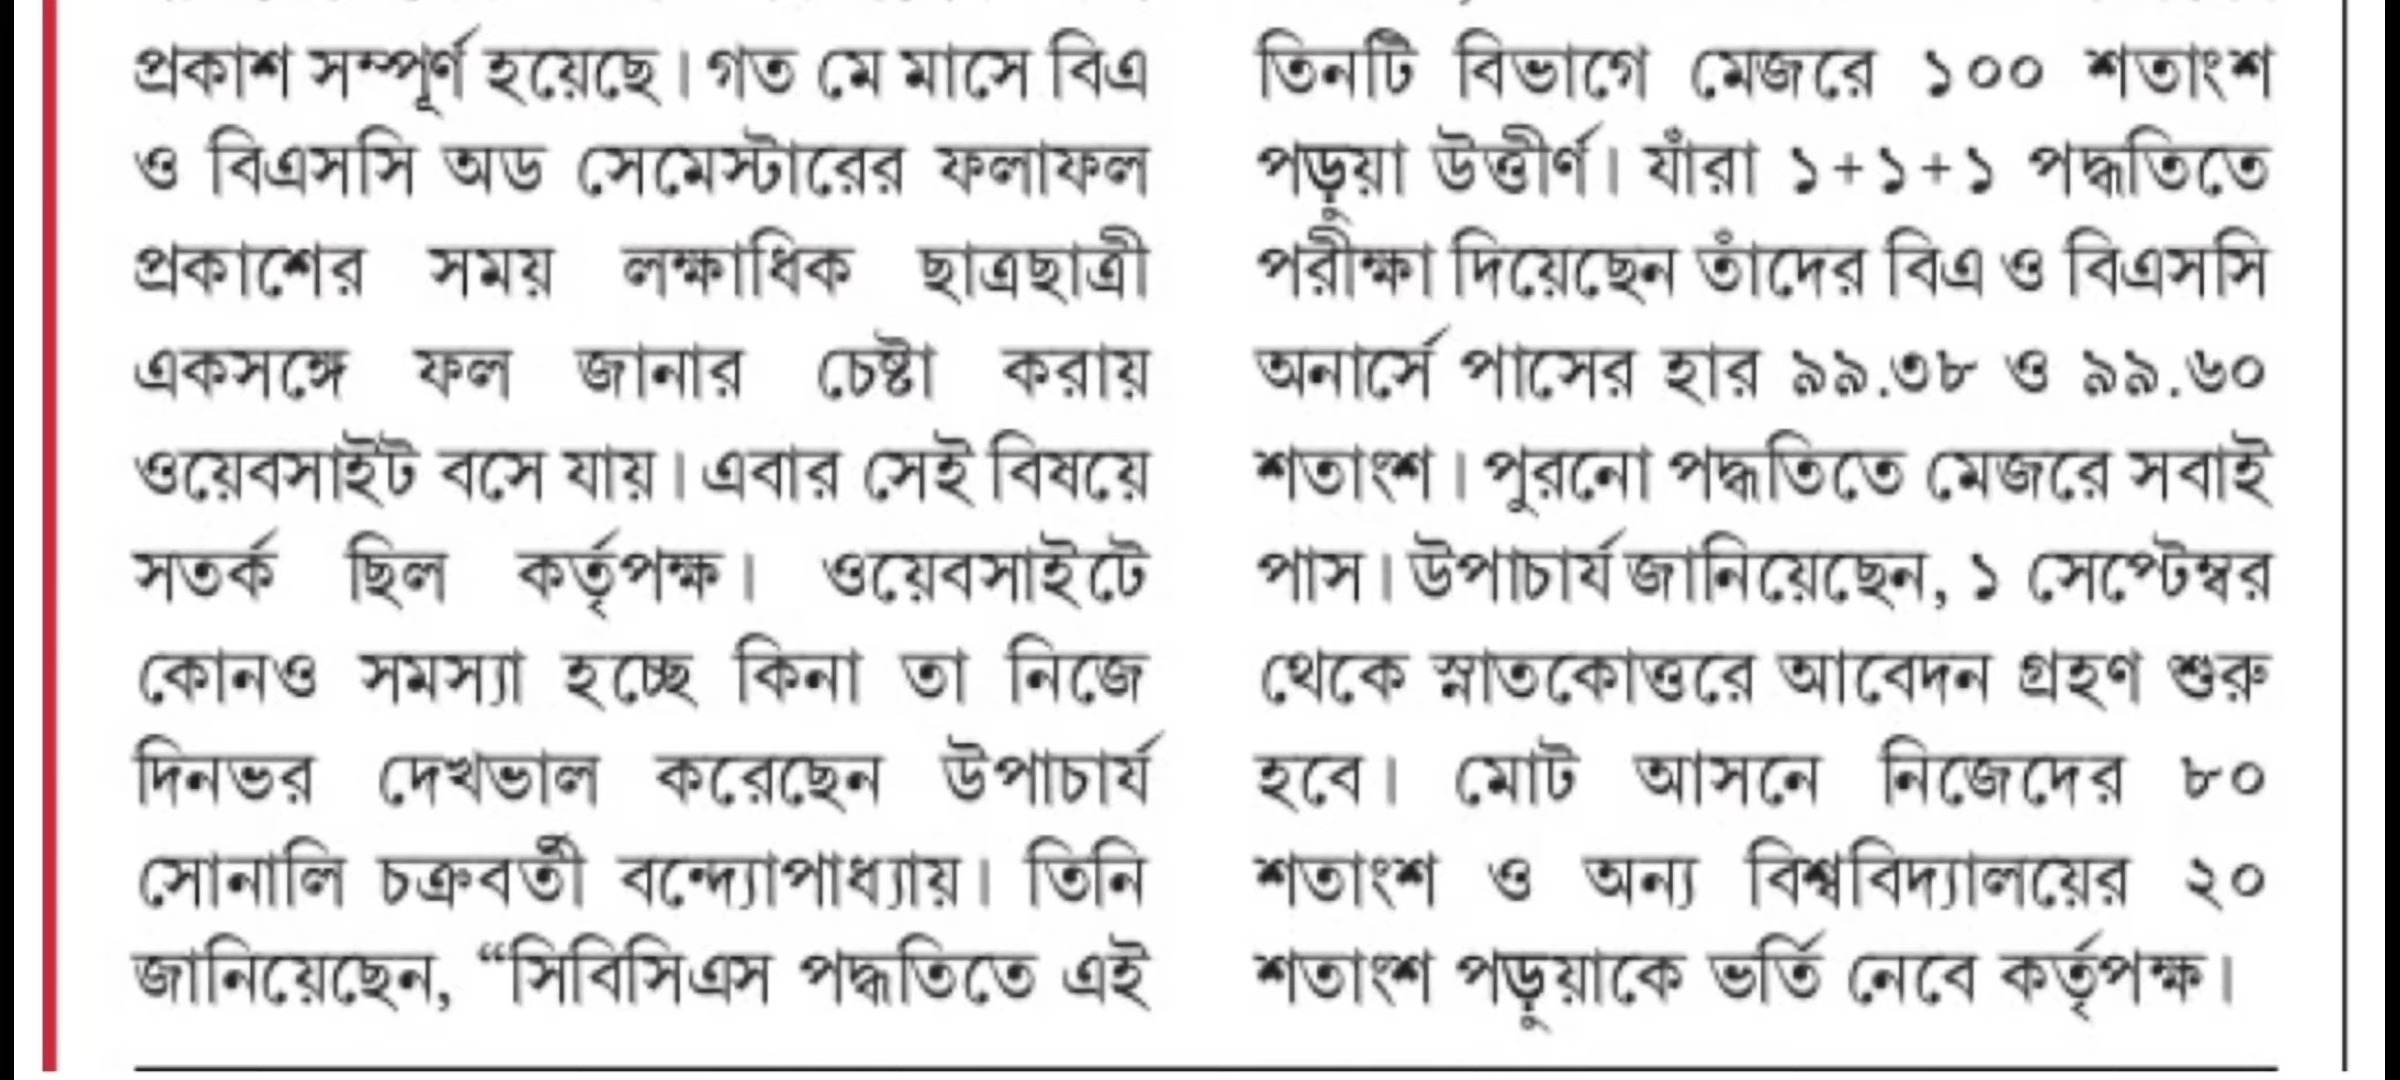 প্রকাশ সম্পূর্ণ হয়েছে। গত মে মাসে বিএ
ও বিএসসি অড সেমেস্টারের ফলাফল
প্রকাশের সময় লক্ষাধিক ছাত্রছাত্রী
একসঙ্গে ফল জানার চেষ্টা করায়
ওয়েবসাইট বসে যায়। এবার সেই বিষয়ে
সতর্ক ছিল কর্তৃপক্ষ। ওয়েবসাইটে
কোনও সমস্যা হচ্ছে কিনা তা নিজে
দিনভর দেখভাল করেছেন উপাচার্য
সোনালি চক্রবর্তী বন্দ্যোপাধ্যায়। তিনি
জানিয়েছেন, “সিবিসিএস পদ্ধতিতে এই
তিনটি বিভাগে মেজরে ১০০ শতাংশ
পড়ুয়া উত্তীর্ণ। যাঁরা ১+১+১ পদ্ধতিতে
পরীক্ষা দিয়েছেন তাঁদের বিএ ও বিএসসি
অনার্সে পাসের হার ৯৯.৩৮ ও ৯৯.৬০
শতাংশ। পুরনো পদ্ধতিতে মেজরে সবাই
পাস। উপাচার্য জানিয়েছেন, ১ সেপ্টেম্বর
থেকে স্নাতকোত্তরে আবেদন গ্রহণ শুরু
হবে। মোট আসনে নিজেদের ৮০
শতাংশ ও অন্য বিশ্ববিদ্যালয়ের ২০
শতাংশ পড়ুয়াকে ভর্তি নেবে কর্তৃপক্ষ।